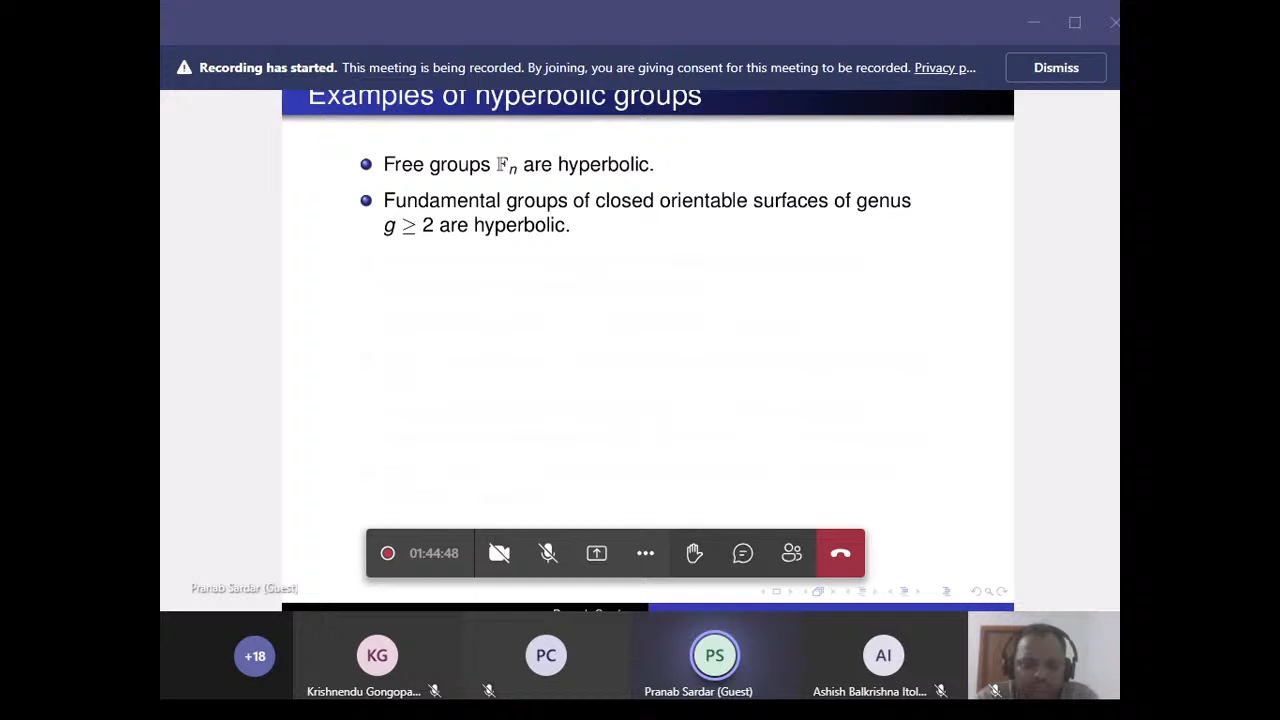 Recording has started. This meeting is being recorded. By joining, you are giving consent for this meeting to be recorded. Privacy p... Dismiss
Examples of hyperbolic groups
Free groups 𝔽n are hyperbolic.
Fundamental groups of closed orientable surfaces of genus
g ≥ 2 are hyperbolic.
01:44:48
Pranab Sardar (Guest)
+18 KG PC PS AI
Krishnendu Gongopa... Pranab Sardar (Guest) Ashish Balkrishna Itol...